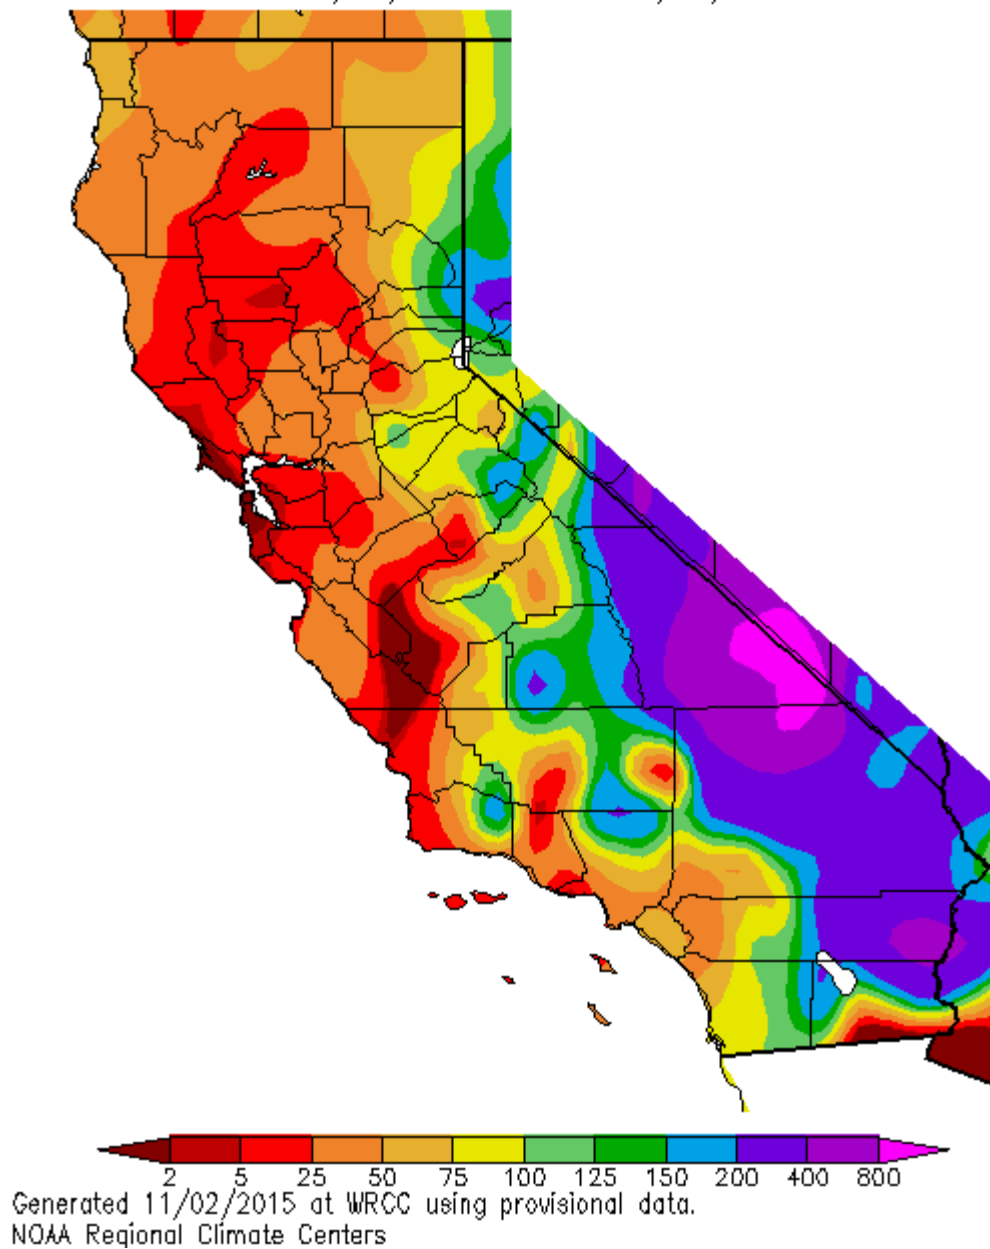 2 5 25 50 75 100 125 150 200 400 800
Generated 11/02/2015 at WRCC using provisional data.
NOAA Regional Climate Centers